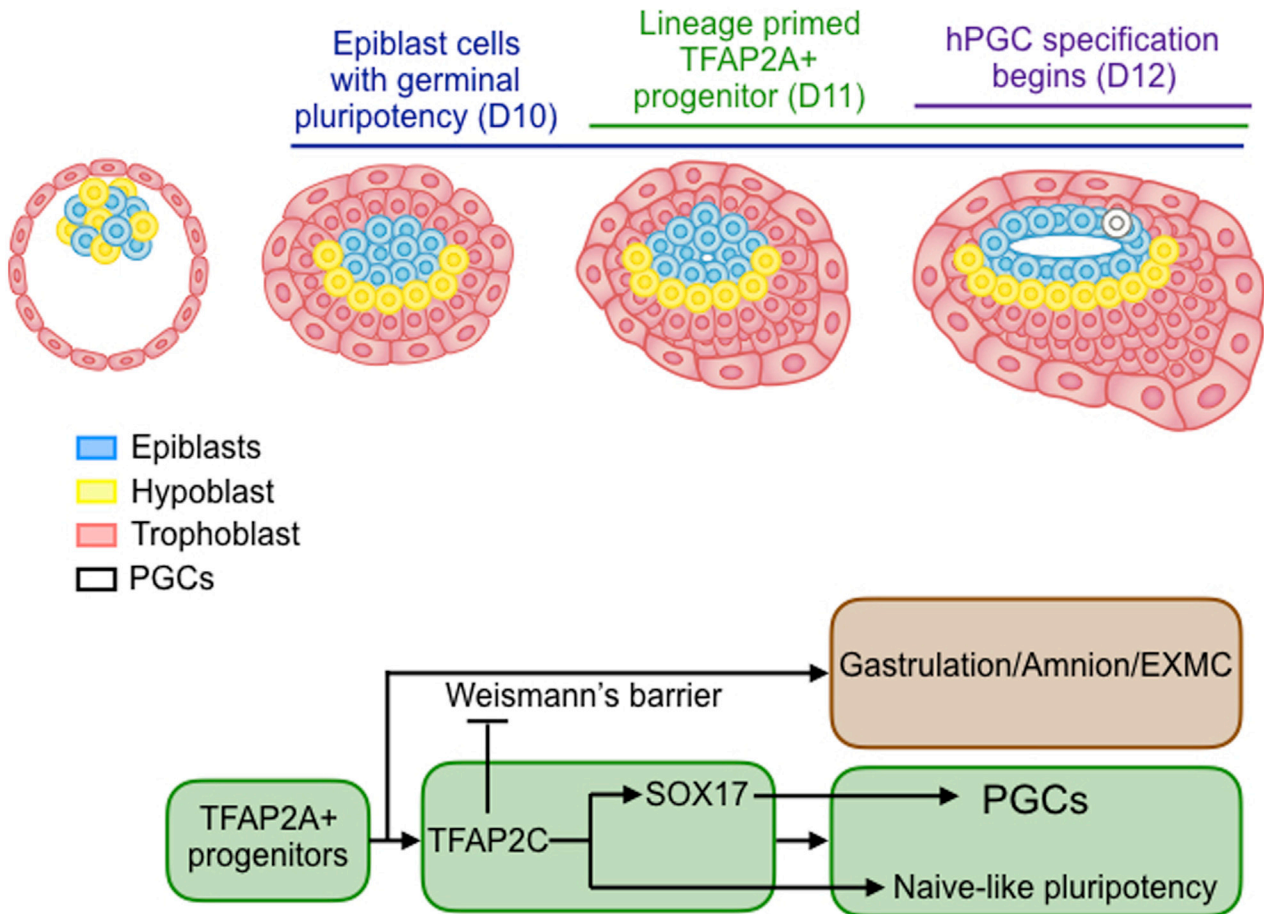 Epiblast cells
with germinal
pluripotency (D10)
Lineage primed
TFAP2A+
progenitor (D11)
hPGC specification
begins (D12)
Epiblasts
Hypoblast
Trophoblast
PGCs
Gastrulation/Amnion/EXMC
Weismann's barrier
TFAP2A+
progenitors
TFAP2C
SOX17
PGCs
Naive-like pluripotency